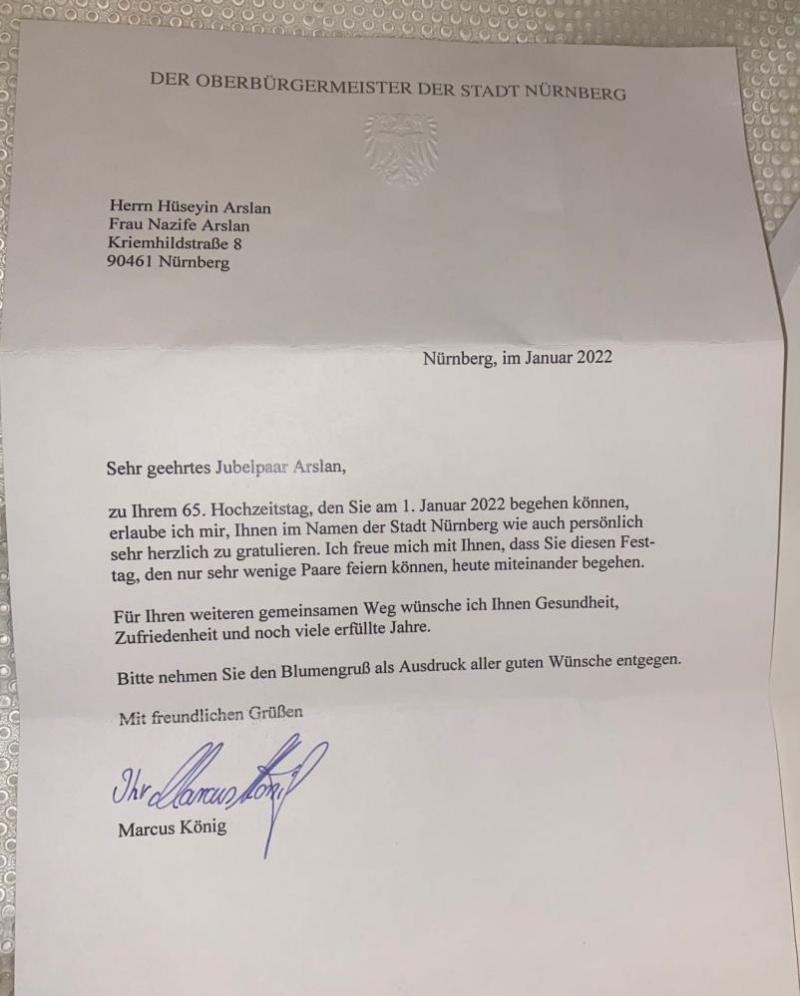 DER OBERBÜRGERMEISTER DER STADT NÜRNBERG
Herrn Hüseyin Arslan
Frau Nazife Arslan
Kriemhildstraße 8
90461 Nürnberg
Nürnberg, im Januar 2022
Sehr geehrtes Jubelpaar Arslan,
zu Ihrem 65. Hochzeitstag, den Sie am 1. Januar 2022 begehen können,
erlaube ich mir, Ihnen im Namen der Stadt Nürnberg wie auch persönlich
sehr herzlich zu gratulieren. Ich freue mich mit Ihnen, dass Sie diesen Fest-
tag, den nur sehr wenige Paare feiern können, heute miteinander begehen.
Für Ihren weiteren gemeinsamen Weg wünsche ich Ihnen Gesundheit,
Zufriedenheit und noch viele erfüllte Jahre.
Bitte nehmen Sie den Blumengruß als Ausdruck aller guten Wünsche entgegen.
Mit freundlichen Grüßen
Ihr Marcus König
Marcus König